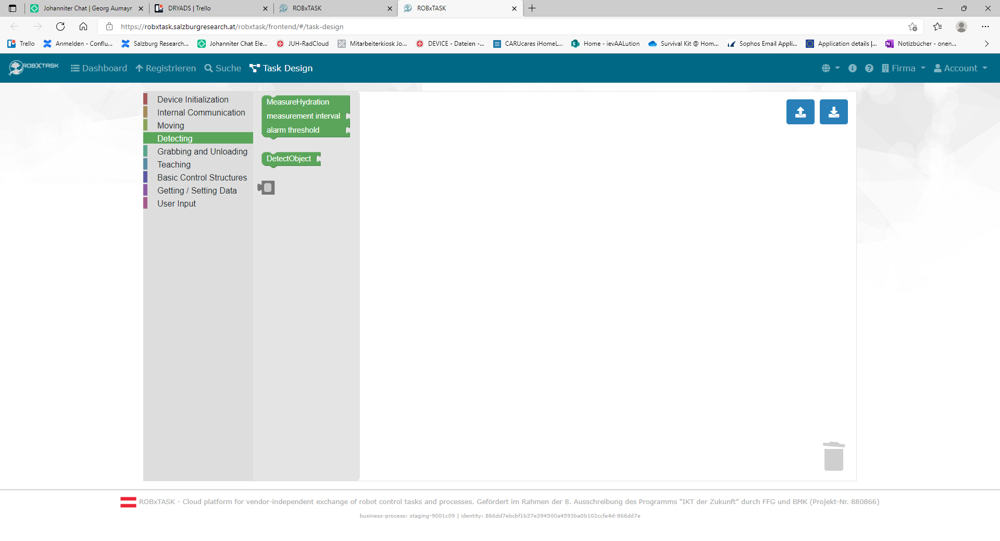 Johanniter Chat | Georg Aumayr
DRYADS | Trello
ROBxTASK
ROBxTASK
https://robxtask.salzburgresearch.at/robxtask/frontend/#/task-design
Trello
Anmelden - Conflu...
Salzburg Research...
Johanniter Chat Ele...
JUH-RadCloud
Mitarbeiterkiosk Jo...
DEVICE - Dateien -...
CARUcares iHomeL...
Home - ievAALution
Survival Kit @ Hom...
Sophos Email Appli...
Application details |...
Notizbücher - onen...
ROBXTASK
Dashboard
Registrieren
Suche
Task Design
Firma
Account
Device Initialization
Internal Communication
Moving
Detecting
Grabbing and Unloading
Teaching
Basic Control Structures
Getting / Setting Data
User Input
MeasureHydration
measurement interval
alarm threshold
DetectObject
ROBxTASK - Cloud platform for vendor-independent exchange of robot control tasks and processes. Gefördert im Rahmen der 8. Ausschreibung des Programms "IKT der Zukunft" durch FFG und BMK (Projekt-Nr. 880866)
business-process: staging-9001c09 | identity: 866dd7ebcbf1b37e394500a4593ba0b102ccfe4d-866dd7e